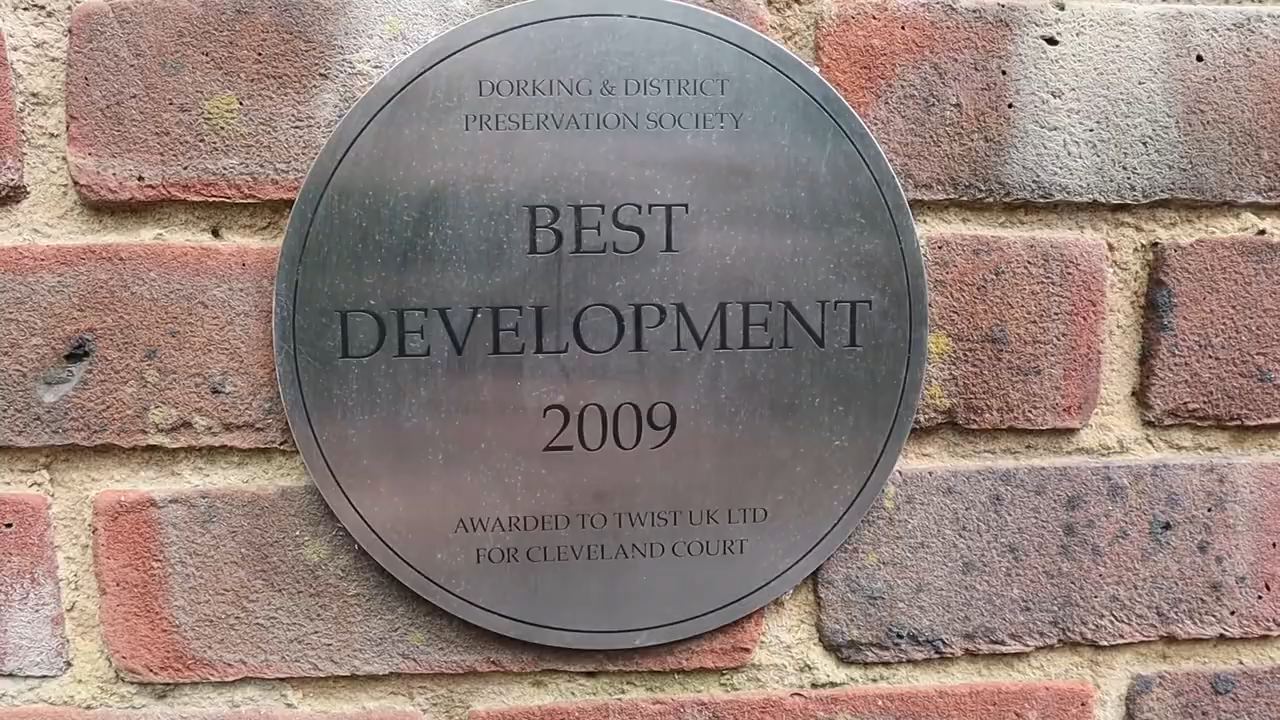 DORKING & DISTRICT
PRESERVATION SOCIETY
BEST
DEVELOPMENT
2009
AWARDED TO TWIST UK LTD
FOR CLEVELAND COURT